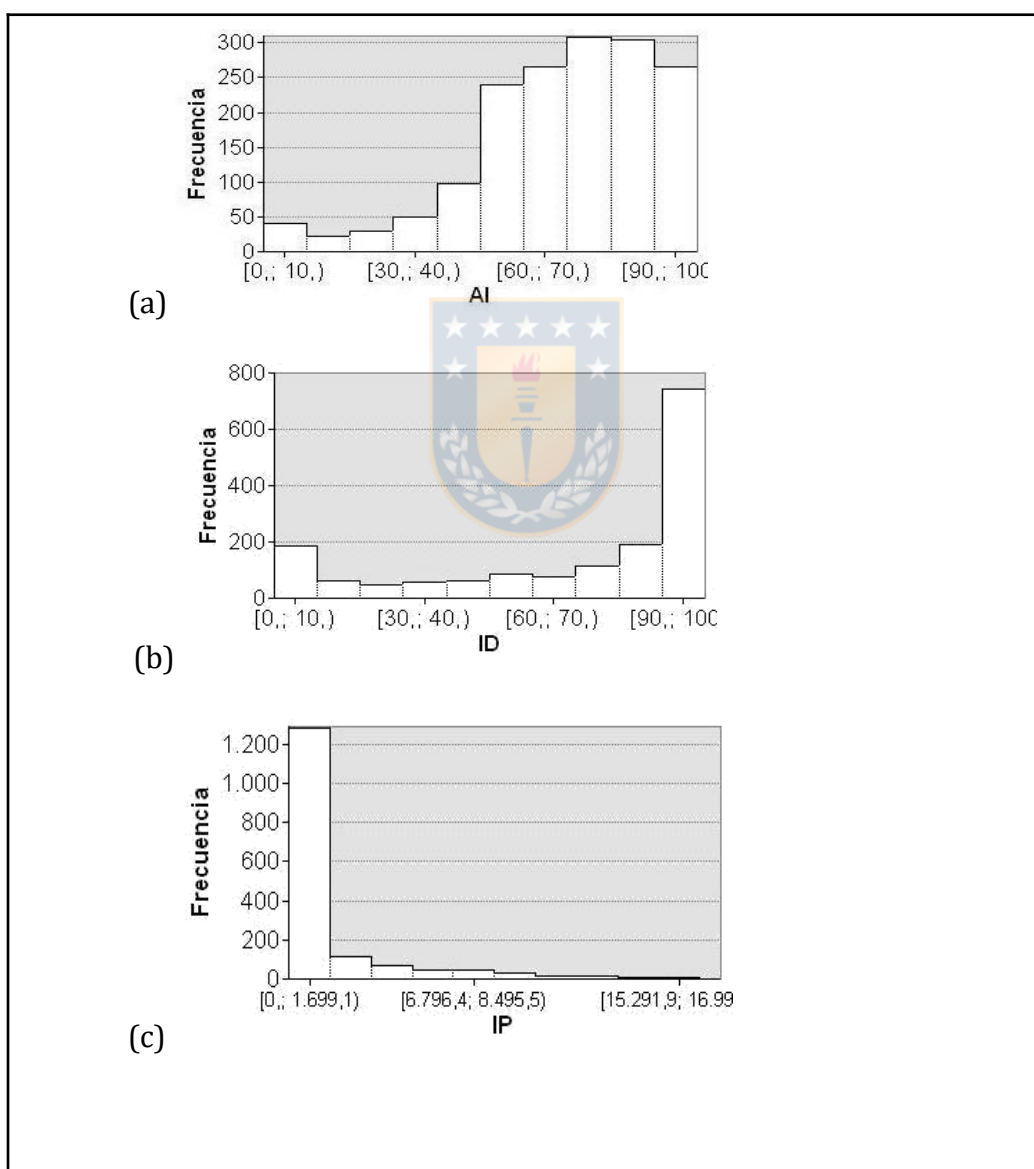 300
250
200
150
100
50
0
Frecuencia
[0,; 10,) [30,; 40,) [60,; 70,) [90,; 100
AI
(a)
800
600
400
200
0
Frecuencia
[0,; 10,) [30,; 40,) [60,; 70,) [90,; 100
ID
(b)
1.200
1.000
800
600
400
200
0
Frecuencia
[0,; 1.699,1) [6.796,4; 8.495,5) [15.291,9; 16.99
IP
(c)